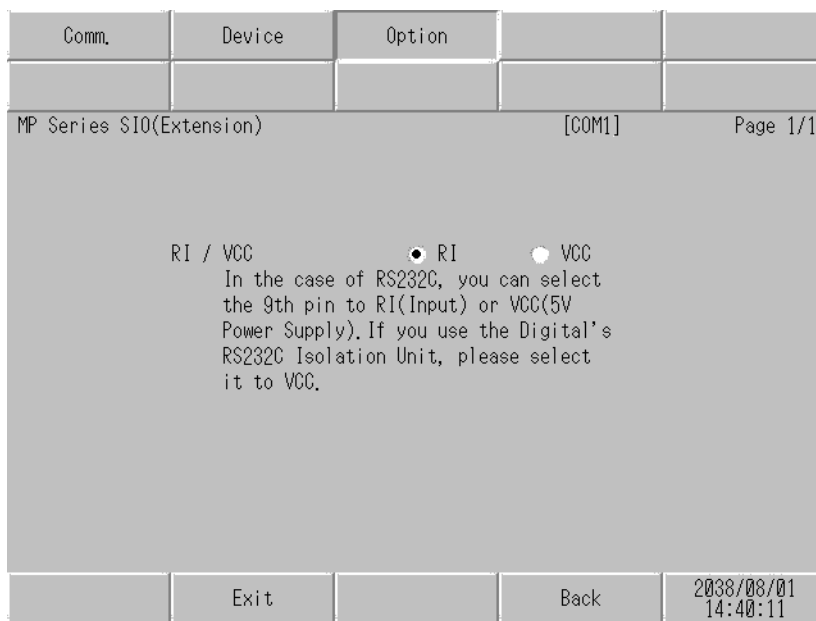 Comm. Device Option
MP Series SIO(Extension) [COM1] Page 1/1
RI / VCC RI VCC
In the case of RS232C, you can select
the 9th pin to RI(Input) or VCC(5V
Power Supply).If you use the Digital's
RS232C Isolation Unit, please select
it to VCC.
Exit Back 2038/08/01
14:40:11